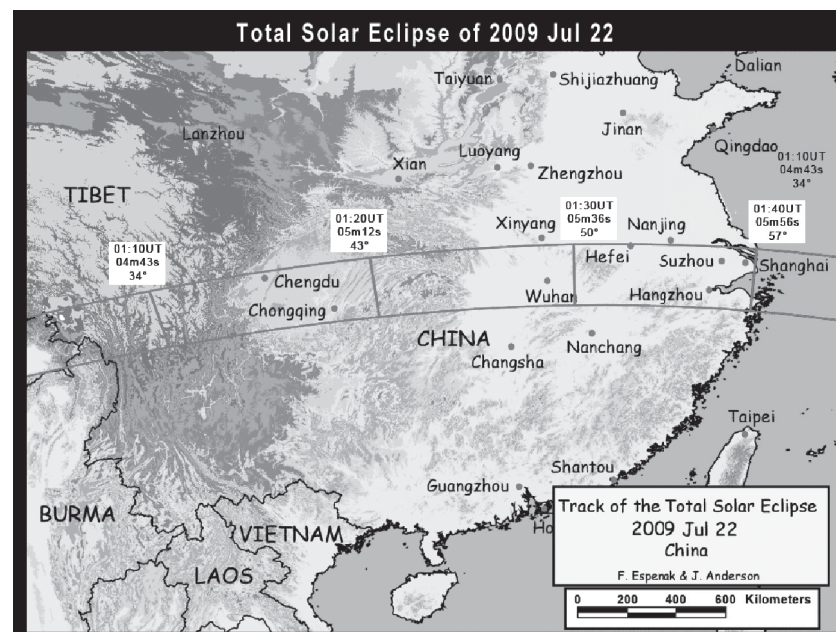 Total Solar Eclipse of 2009 Jul 22
Dalian
Taiyuan
Shijiazhuang
Jinan
Lanzhou
Qingdao
01:10UT
04m43s
34°
Luoyang
Xian
Zhengzhou
TIBET
01:10UT
04m43s
34°
01:20UT
05m12s
43°
01:30UT
05m36s
50°
01:40UT
05m56s
57°
Xinyang
Nanjing
Hefei
Suzhou
Shanghai
Chengdu
Chongqing
Wuhan
Hangzhou
CHINA
Changsha
Nanchang
Taipei
Shantou
Guangzhou
BURMA
VIETNAM
LAOS
Ho
Track of the Total Solar Eclipse
2009 Jul 22
China
F. Espenak & J. Anderson
0 200 400 600 Kilometers